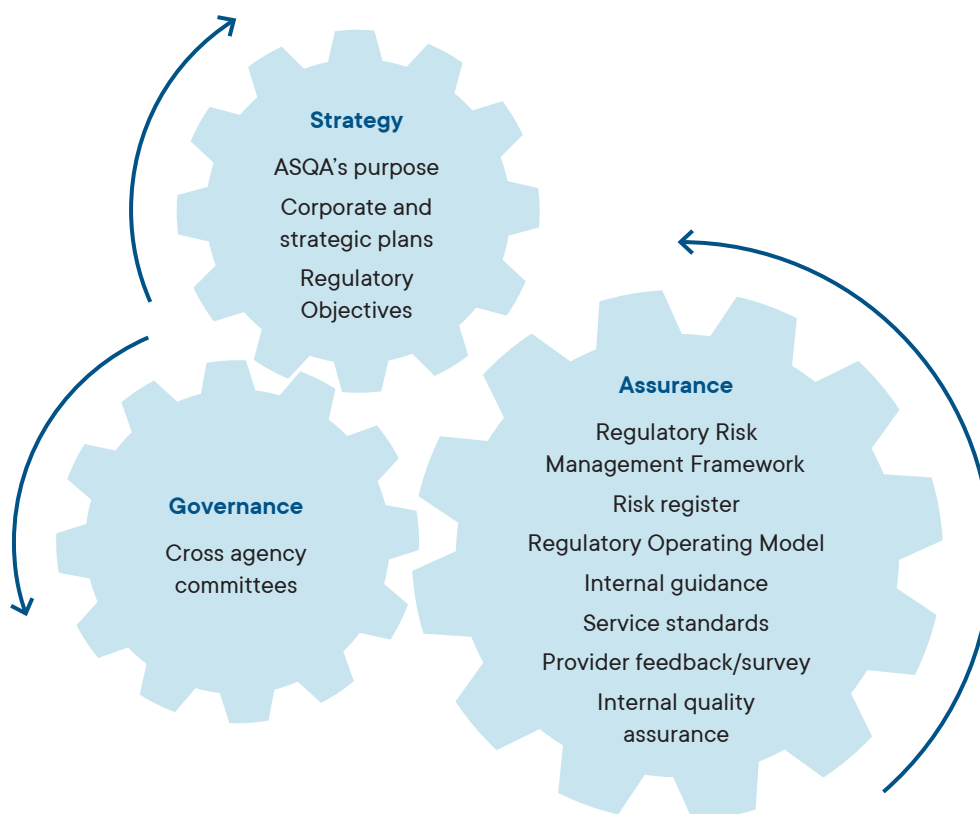 Strategy
ASQA's purpose
Corporate and
strategic plans
Regulatory
Objectives
Governance
Cross agency
committees
Assurance
Regulatory Risk
Management Framework
Risk register
Regulatory Operating Model
Internal guidance
Service standards
Provider feedback/survey
Internal quality
assurance